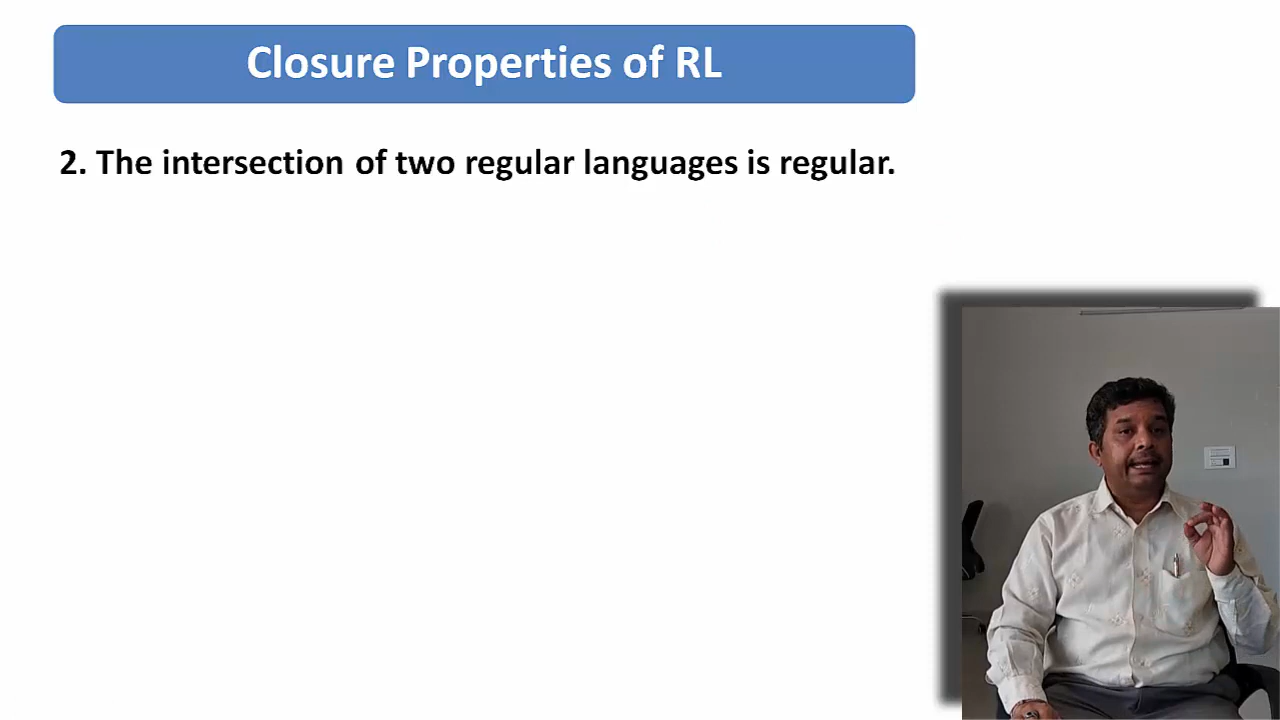 Closure Properties of RL
2. The intersection of two regular languages is regular.